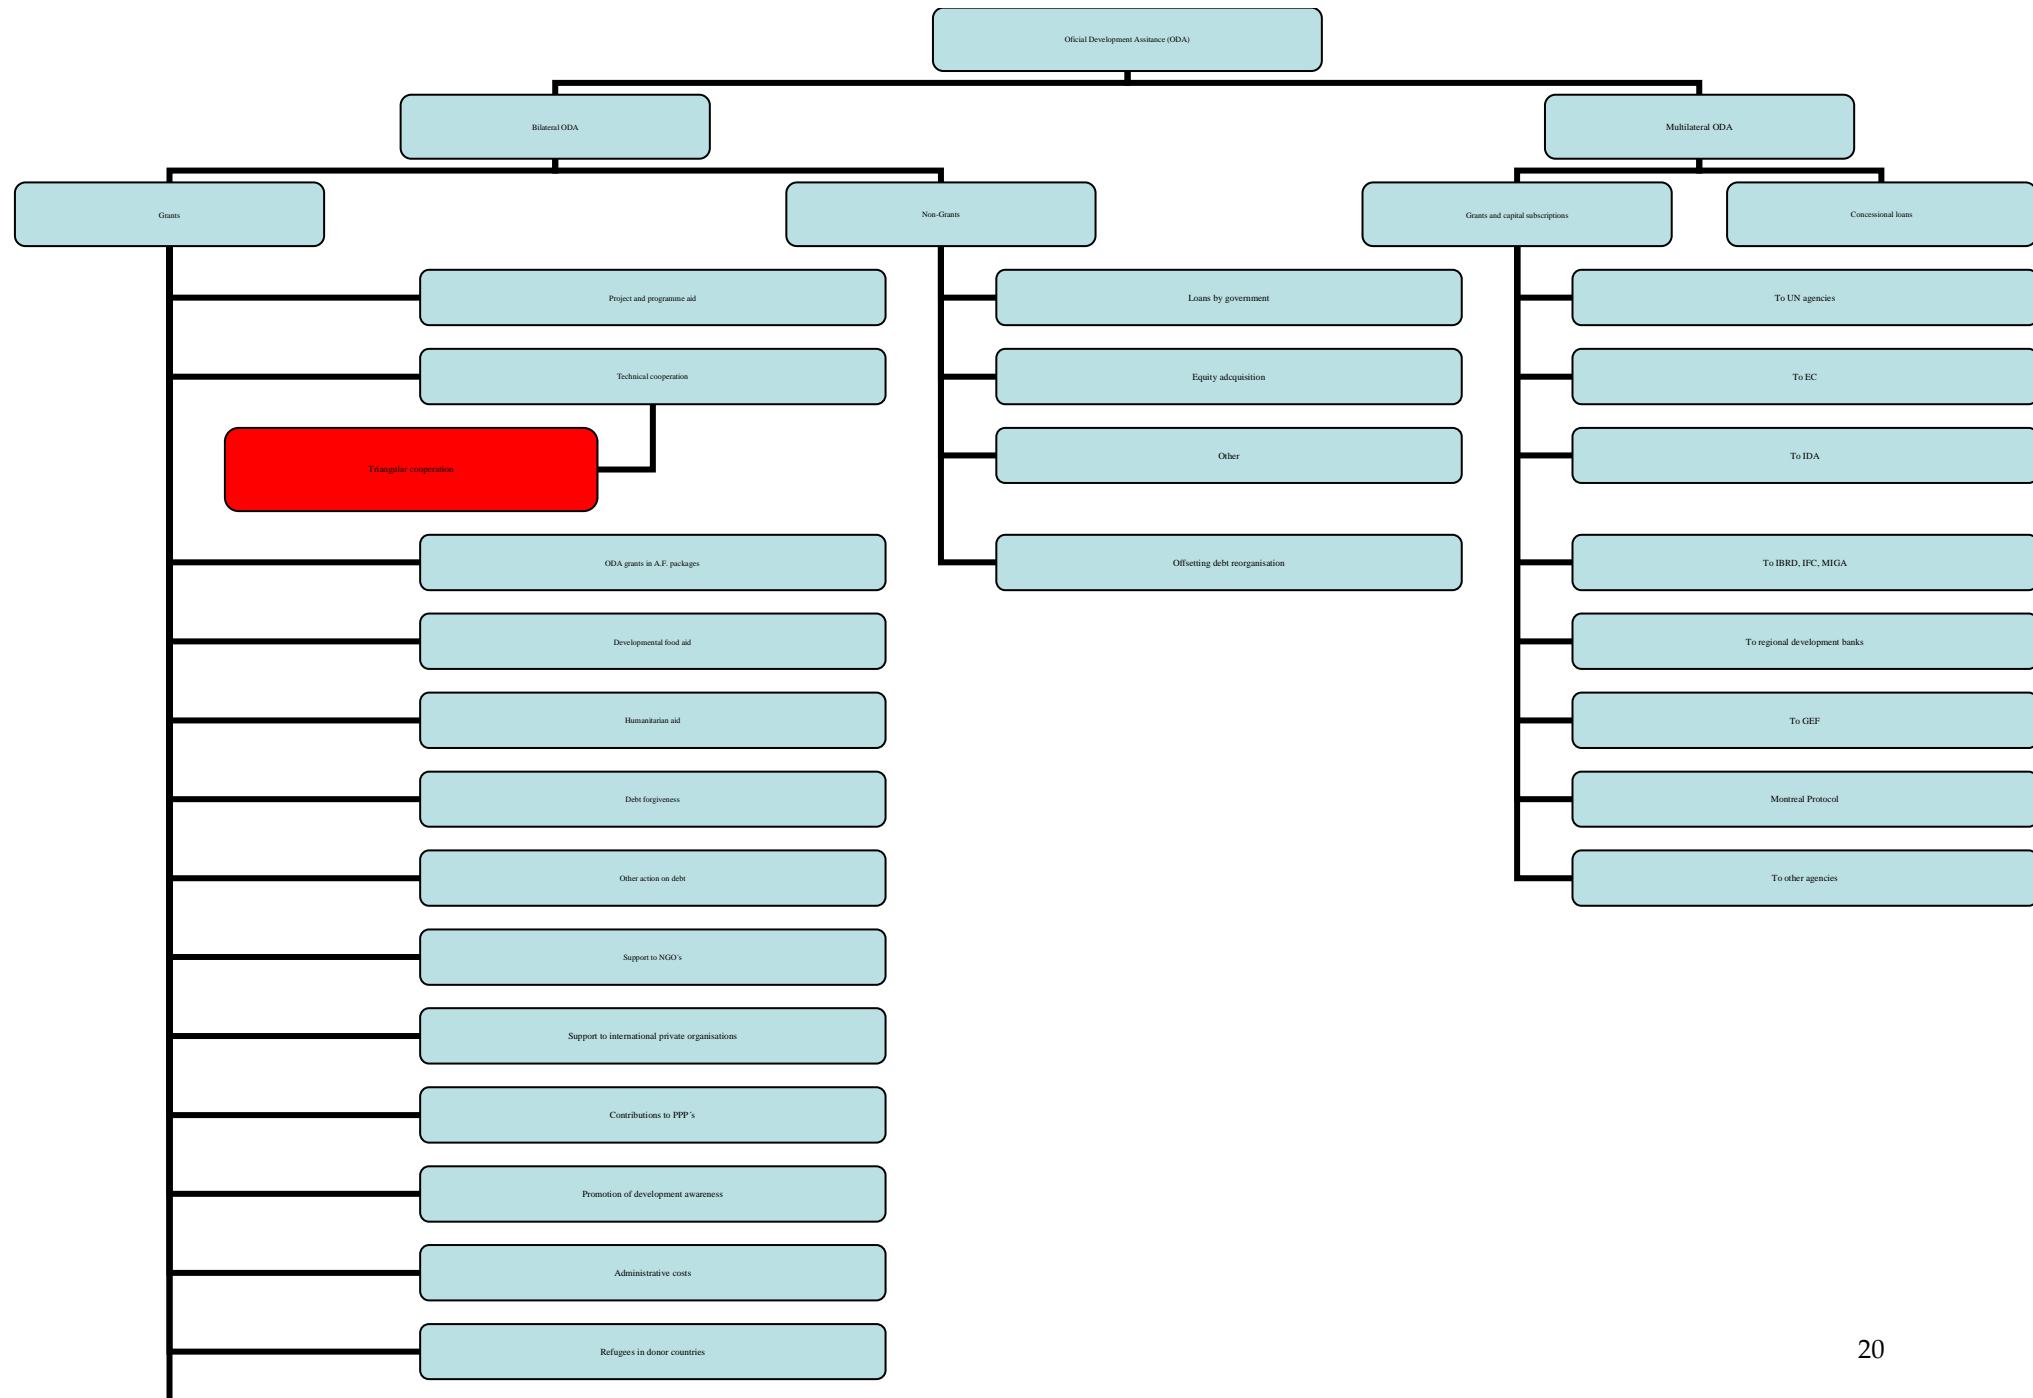 Oficial Development Assitance (ODA)
Bilateral ODA
Multilateral ODA
Grants
Non-Grants
Grants and capital subscriptions
Concessional loans
Project and programme aid
Loans by government
To UN agencies
Technical cooperation
Equity adcquisition
To EC
Triangular cooperation
Other
To IDA
ODA grants in A.F. packages
Offsetting debt reorganisation
To IBRD, IFC, MIGA
Developmental food aid
To regional development banks
Humanitarian aid
To GEF
Debt forgiveness
Montreal Protocol
Other action on debt
To other agencies
Support to NGO´s
Support to international private organisations
Contributions to PPP´s
Promotion of development awareness
Administrative costs
Refugees in donor countries
20